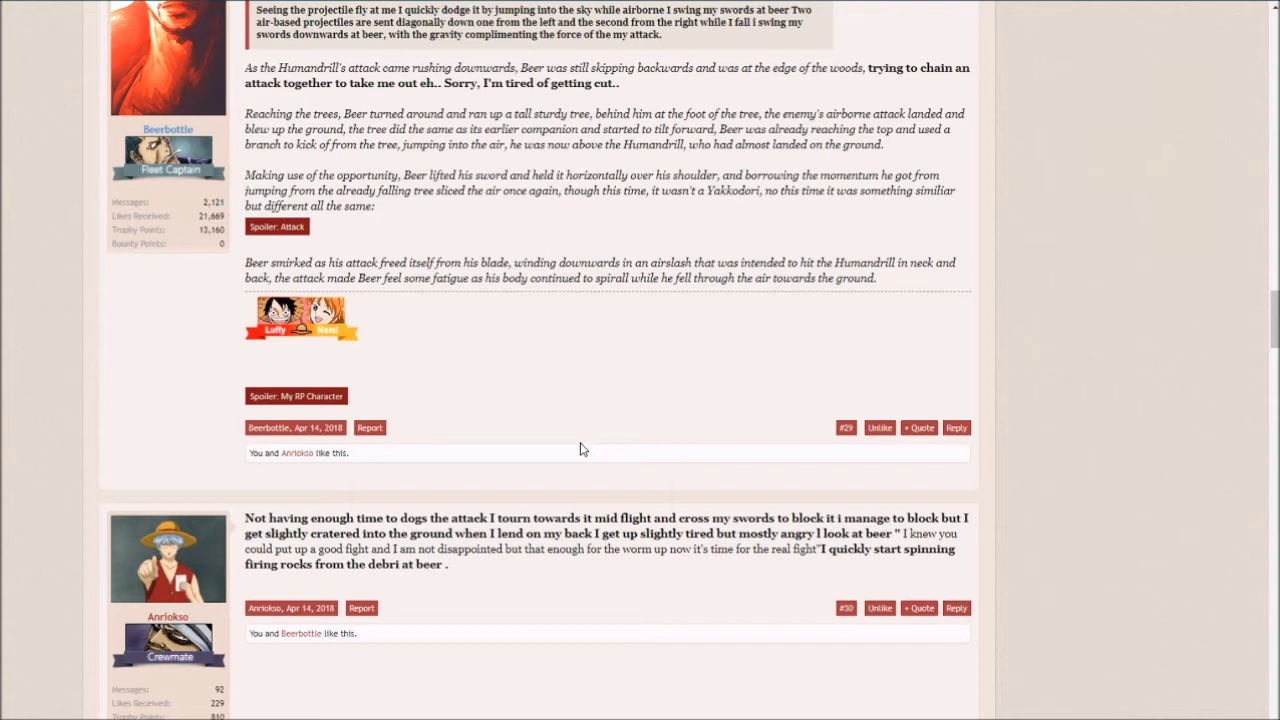 Seeing the projectile fly at me I quickly dodge it by jumping into the sky while airborne I swing my swords at beer Two
air-based projectiles are sent diagonally down one from the left and the second from the right while I fall i swing my
swords downwards at beer, with the gravity complimenting the force of the my attack.
As the Humandrill's attack came rushing downwards, Beer was still skipping backwards and was at the edge of the woods, trying to chain an
attack together to take me out eh.. Sorry, I'm tired of getting cut..
Reaching the trees, Beer turned around and ran up a tall sturdy tree, behind him at the foot of the tree, the enemy's airborne attack landed and
blew up the ground, the tree did the same as its earlier companion and started to tilt forward, Beer was already reaching the top and used a
branch to kick of from the tree, jumping into the air, he was now above the Humandrill, who had almost landed on the ground.
Making use of the opportunity, Beer lifted his sword and held it horizontally over his shoulder, and borrowing the momentum he got from
jumping from the already falling tree sliced the air once again, though this time, it wasn't a Yakkodori, no this time it was something similiar
but different all the same:
Spoiler: Attack
Beer smirked as his attack freed itself from his blade, winding downwards in an airslash that was intended to hit the Humandrill in neck and
back, the attack made Beer feel some fatigue as his body continued to spirall while he fell through the air towards the ground.
Beerbottle
Fleet Captain
Messages: 2,121
Likes Received: 21,669
Trophy Points: 13,160
Bounty Points: 0
Luffy Nami
Spoiler: My RP Character
Beerbottle, Apr 14, 2018 Report #29 Unlike + Quote Reply
You and Anriokso like this.
Not having enough time to dogs the attack I tourn towards it mid flight and cross my swords to block it i manage to block but I
get slightly cratered into the ground when I lend on my back I get up slightly tired but mostly angry l look at beer " I knew you
could put up a good fight and I am not disappointed but that enough for the worm up now it's time for the real fight"I quickly start spinning
firing rocks from the debri at beer .
Anriokso, Apr 14, 2018 Report #30 Unlike + Quote Reply
You and Beerbottle like this.
Anriokso
Crewmate
Messages: 92
Likes Received: 229
Trophy Points: 810